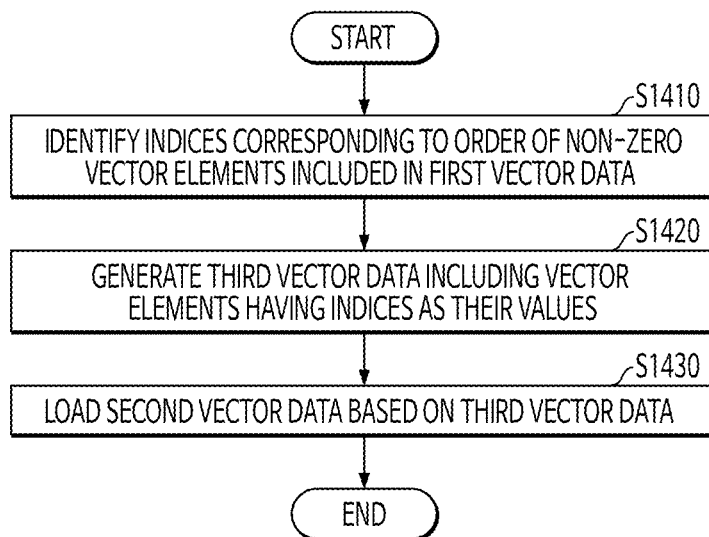 START
S1410
IDENTIFY INDICES CORRESPONDING TO ORDER OF NON-ZERO
VECTOR ELEMENTS INCLUDED IN FIRST VECTOR DATA
S1420
GENERATE THIRD VECTOR DATA INCLUDING VECTOR
ELEMENTS HAVING INDICES AS THEIR VALUES
S1430
LOAD SECOND VECTOR DATA BASED ON THIRD VECTOR DATA
END